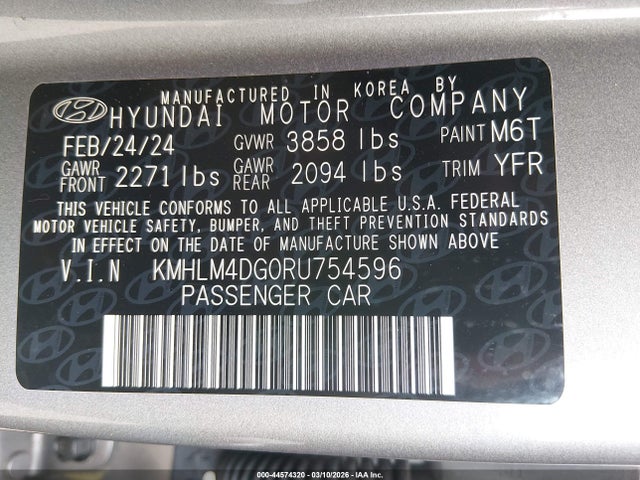 MANUFACTURED IN KOREA BY
HYUNDAI MOTOR COMPANY
FEB/24/24 GVWR 3858 lbs PAINT M6T
GAWR FRONT 2271 lbs GAWR REAR 2094 lbs TRIM YFR
THIS VEHICLE CONFORMS TO ALL APPLICABLE U.S.A. FEDERAL
MOTOR VEHICLE SAFETY, BUMPER, AND THEFT PREVENTION STANDARDS
IN EFFECT ON THE DATE OF MANUFACTURE SHOWN ABOVE
V.I.N KMHLM4DG0RU754596
PASSENGER CAR
000-44574320 | 03/10/2026 | IAA Inc.